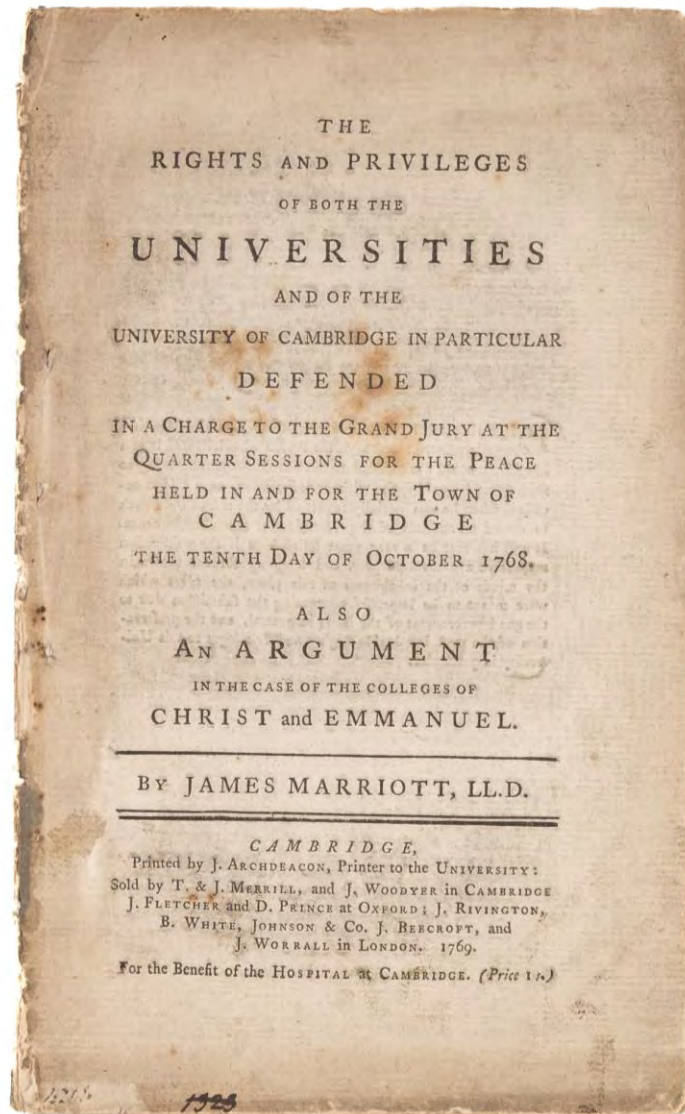 THE
RIGHTS AND PRIVILEGES
OF BOTH THE
UNIVERSITIES
AND OF THE
UNIVERSITY OF CAMBRIDGE IN PARTICULAR
DEFENDED
IN A CHARGE TO THE GRAND JURY AT THE
QUARTER SESSIONS FOR THE PEACE
HELD IN AND FOR THE TOWN OF
CAMBRIDGE
THE TENTH DAY OF OCTOBER 1768.
ALSO
AN ARGUMENT
IN THE CASE OF THE COLLEGES OF
CHRIST and EMMANUEL.
BY JAMES MARRIOTT, LL.D.
CAMBRIDGE,
Printed by J. ARCHDEACON, Printer to the UNIVERSITY:
Sold by T. & J. MERRILL, and J. WOODYER in CAMBRIDGE
J. FLETCHER and D. PRINCE at OXFORD; J. RIVINGTON,
B. WHITE, JOHNSON & Co. J. BEECROFT, and
J. WORRALL in LONDON. 1769.
For the Benefit of the HOSPITAL at CAMBRIDGE. (Price 1s.)
1323